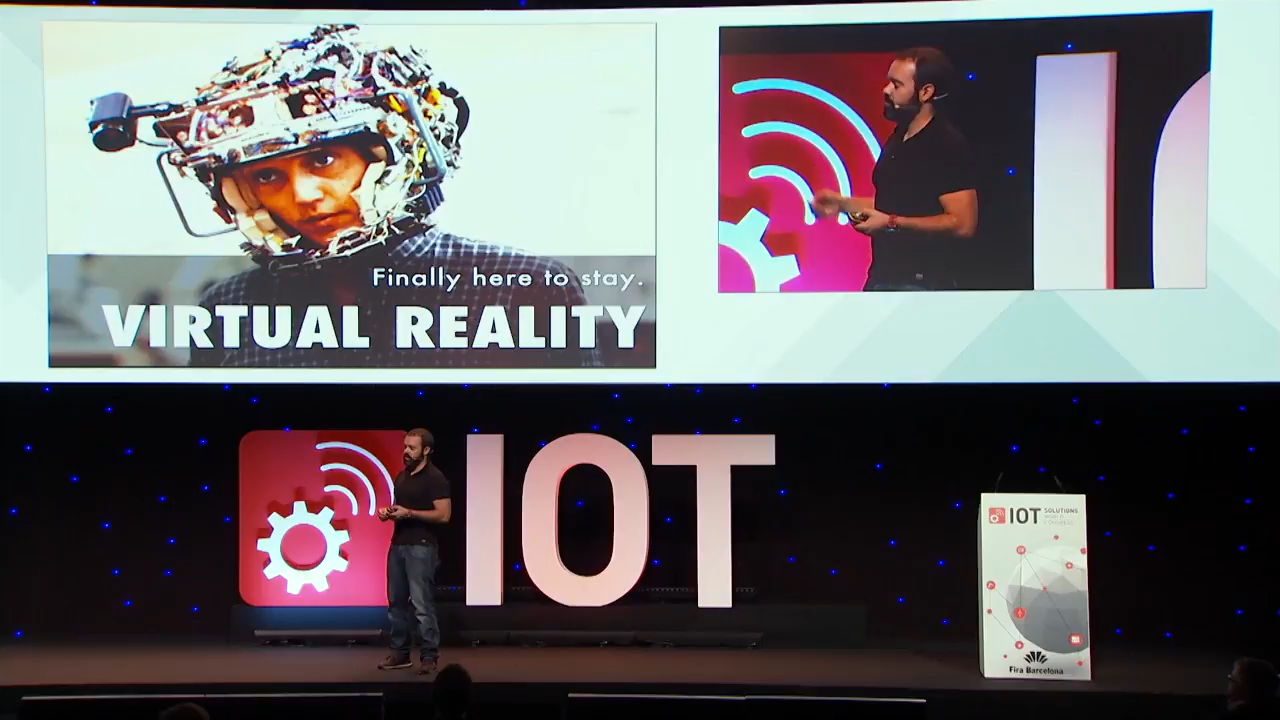 Finally here to stay.
VIRTUAL REALITY
IOT
IOT SOLUTIONS
Fira Barcelona